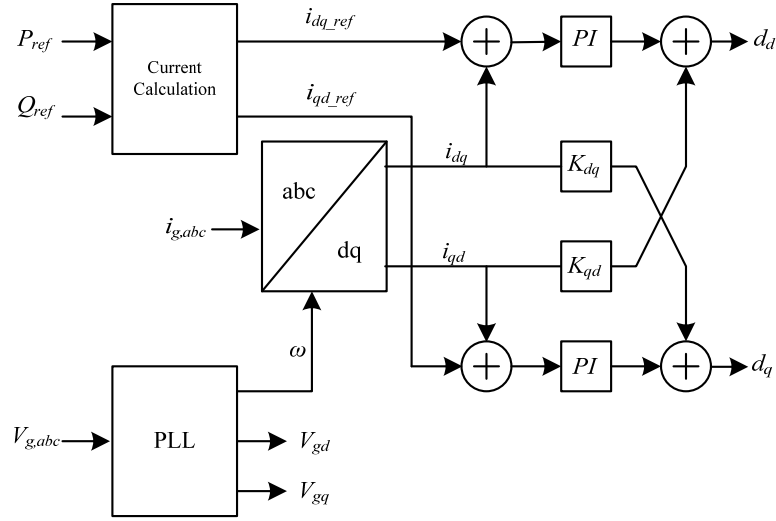 P_ref
Q_ref
Current
Calculation
i_dq_ref
i_qd_ref
+
PI
+
d_d
i_g,abc
abc
dq
i_dq
i_qd
K_dq
K_qd
ω
+
PI
+
d_q
V_g,abc
PLL
V_gd
V_gq